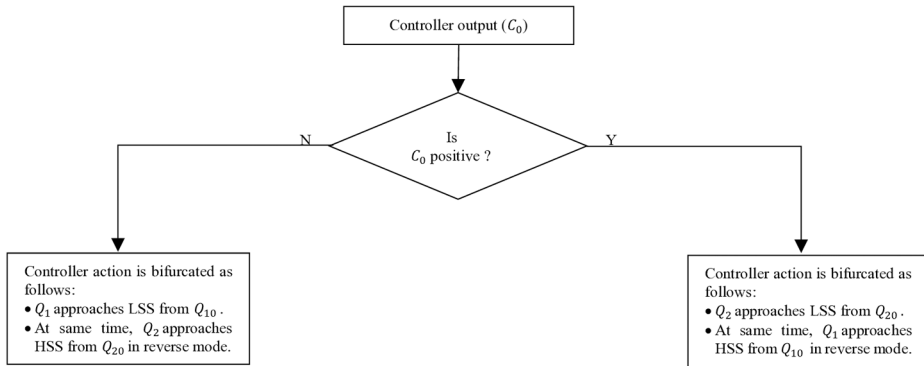 Controller output (C₀)
Is
C₀ positive ?
N
Y
Controller action is bifurcated as
follows:
• Q₁ approaches LSS from Q₁₀ .
• At same time, Q₂ approaches
HSS from Q₂₀ in reverse mode.
Controller action is bifurcated as
follows:
• Q₂ approaches LSS from Q₂₀ .
• At same time, Q₁ approaches
HSS from Q₁₀ in reverse mode.